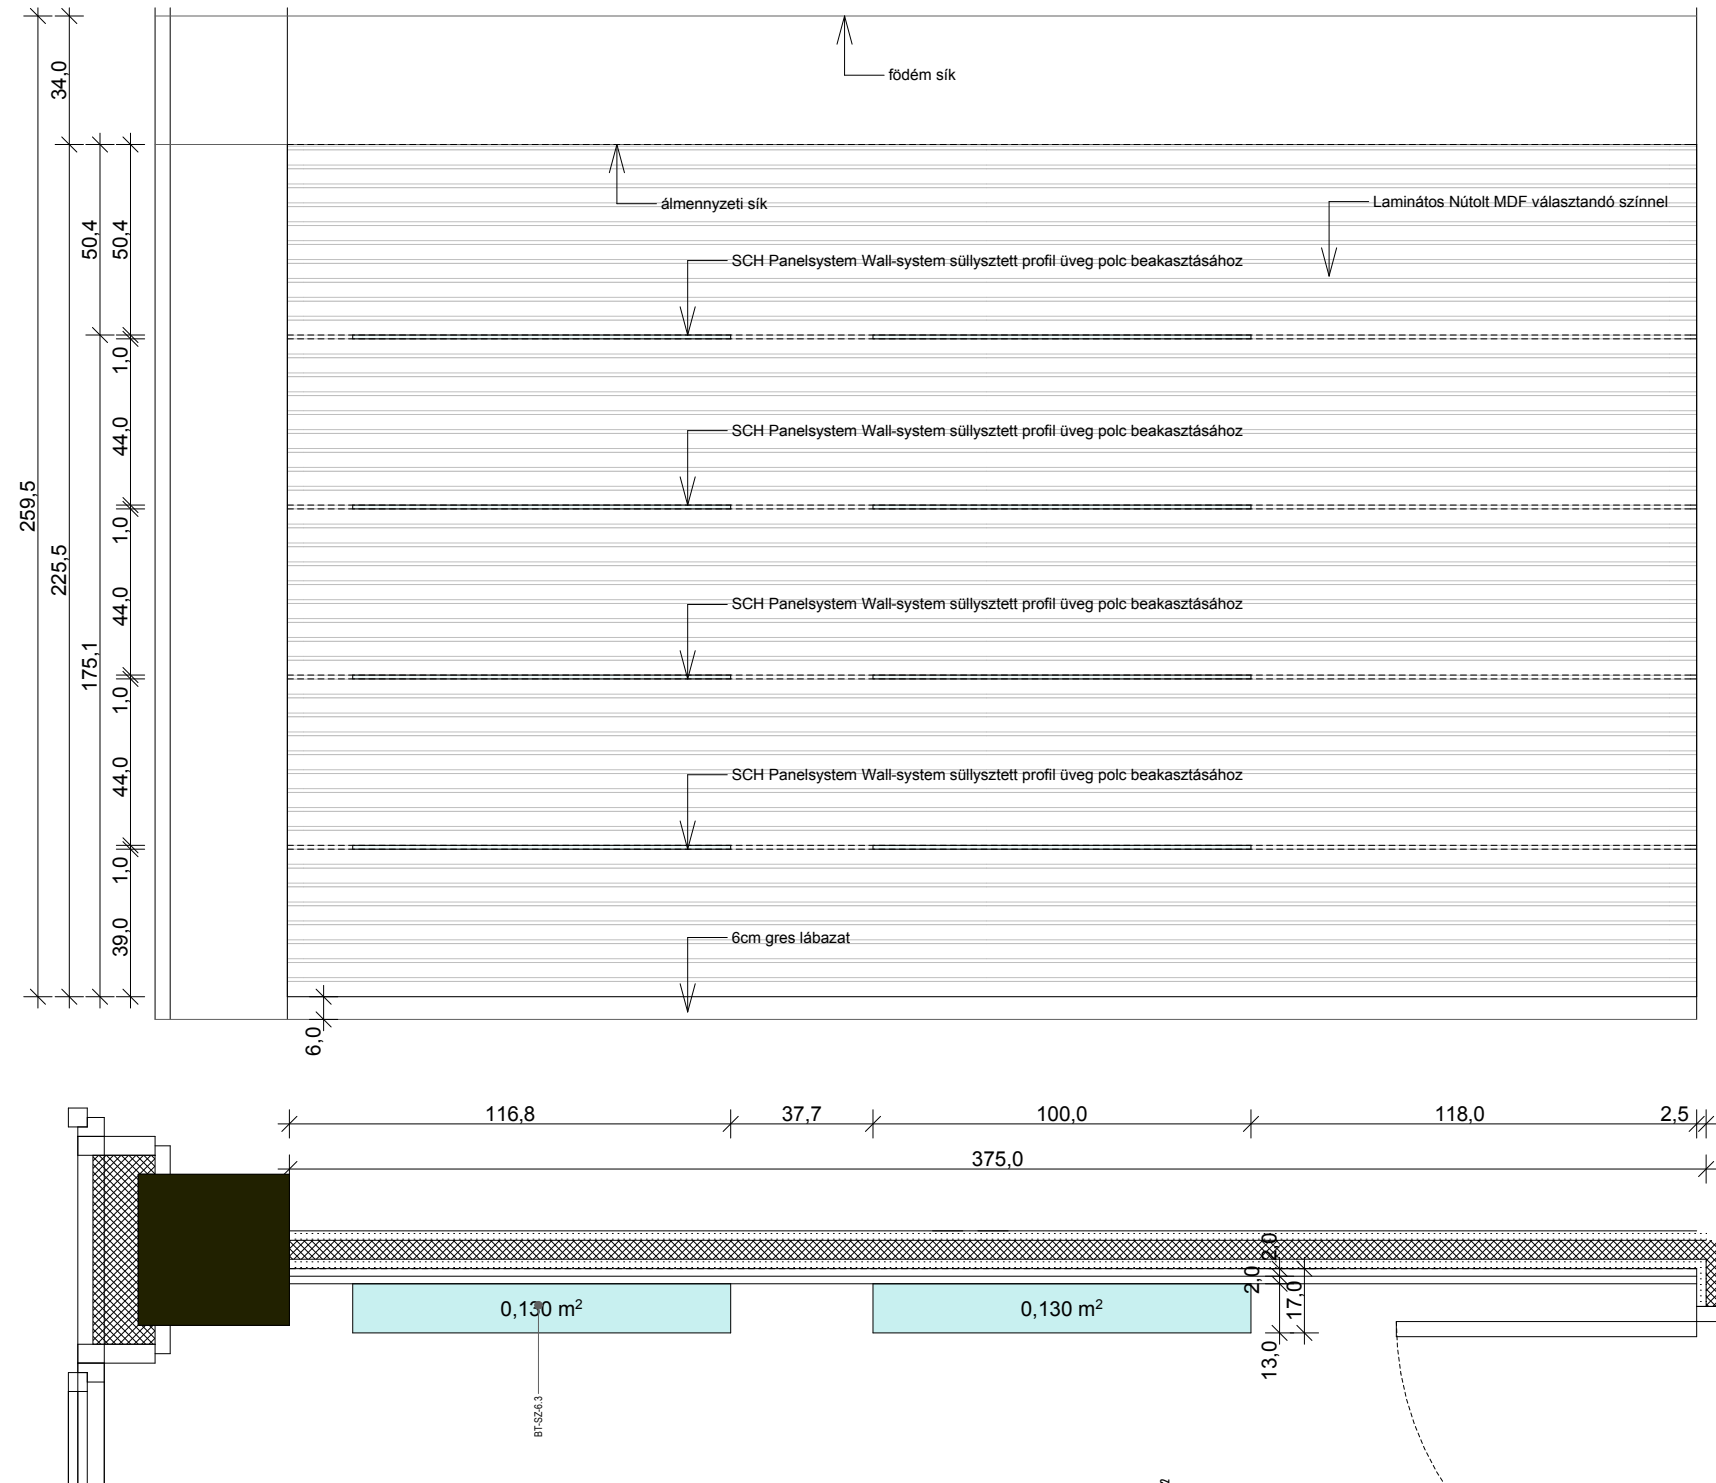 34,0
födém sík
álmennyzeti sík
Laminátos Nútolt MDF választandó színnel
50,4
50,4
SCH Panelsystem Wall-system süllysztett profil üveg polc beakasztásához
1,0
44,0
SCH Panelsystem Wall-system süllysztett profil üveg polc beakasztásához
259,5
1,0
225,5
44,0
SCH Panelsystem Wall-system süllysztett profil üveg polc beakasztásához
175,1
1,0
44,0
SCH Panelsystem Wall-system süllysztett profil üveg polc beakasztásához
1,0
39,0
6cm gres lábazat
6,0
116,8
37,7
100,0
118,0
2,5
375,0
2,0
2,0
17,0
0,130 m²
0,130 m²
13,0
BT-SZ-6.3